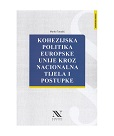 KOHEZIJSKA
POLITIKA
EUROPSKE
UNIJE KROZ
NACIONALNA
TIJELA I
POSTUPKE